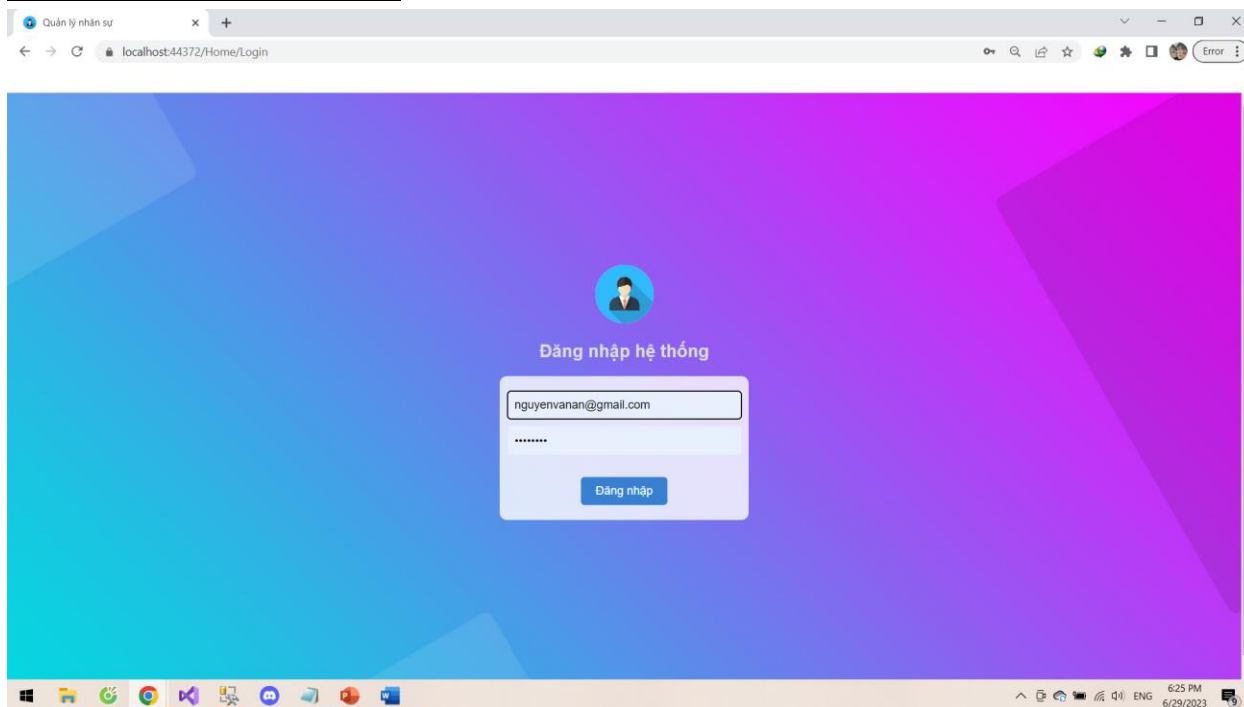 Quản lý nhân sự
localhost:44372/Home/Login
Error
Đăng nhập hệ thống
nguyenvanan@gmail.com
••••••••
Đăng nhập
ENG
6:25 PM
6/29/2023